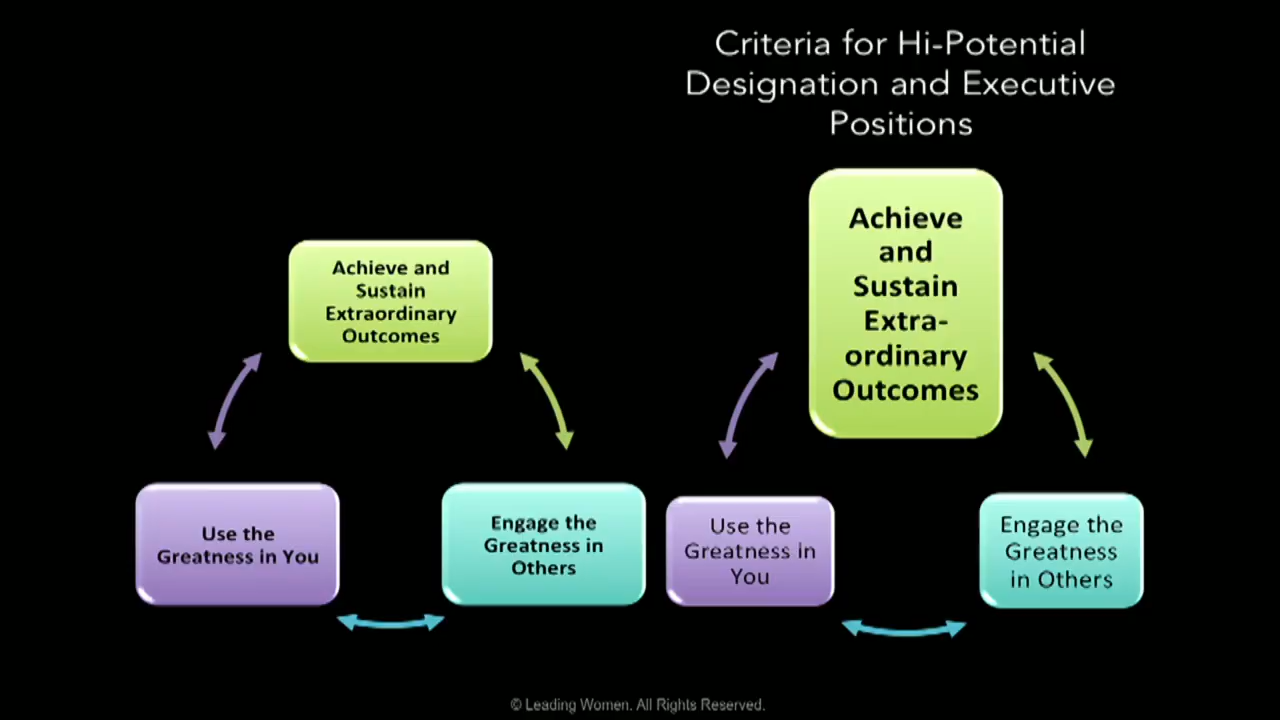 Criteria for Hi-Potential
Designation and Executive
Positions
Achieve and
Sustain
Extraordinary
Outcomes
Use the
Greatness in You
Engage the
Greatness in
Others
Achieve
and
Sustain
Extra-
ordinary
Outcomes
Use the
Greatness in
You
Engage the
Greatness
in Others
© Leading Women. All Rights Reserved.